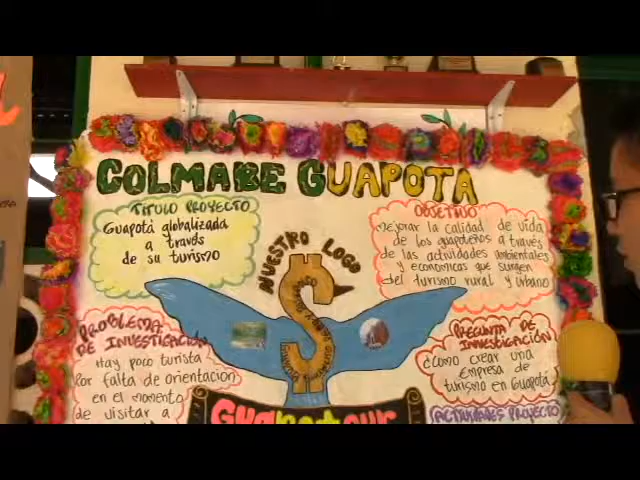 COLMABE GUAPOTA
TITULO PROYECTO
Guapotá globalizada
a través
de su turismo
NUESTRO LOGO
OBJETIVO
Mejorar la calidad de vida
de los guapoteños a través
de las actividades ambientales
y económicas que surgen
del turismo rural y urbano
PROBLEMA
DE INVESTIGACIÓN
Hay poco turista
Por falta de orientación
en el momento
de visitar a
PREGUNTA DE
INVESTIGACIÓN
¿Como crear una
Empresa de
turismo en Guapotá
ACTIVIDADES PROYECTO